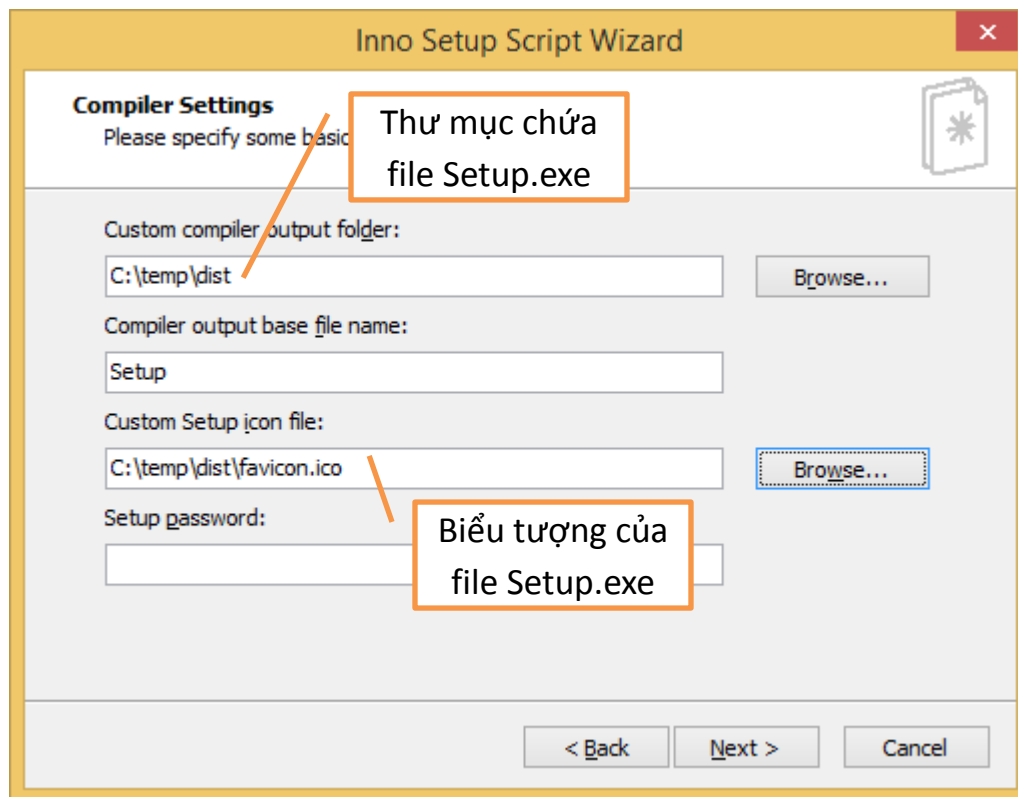 Inno Setup Script Wizard
Compiler Settings
Please specify some basic
Thư mục chứa
file Setup.exe
Custom compiler output folder:
C:\temp\dist
Browse...
Compiler output base file name:
Setup
Custom Setup icon file:
C:\temp\dist\favicon.ico
Browse...
Setup password:
Biểu tượng của
file Setup.exe
< Back
Next >
Cancel